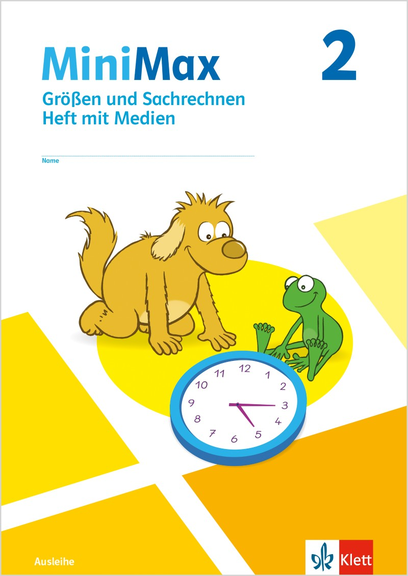 MiniMax 2
Größen und Sachrechnen
Heft mit Medien
Name
12
11 1
10 2
9 3
8 4
7 5
6
Ausleihe
Klett